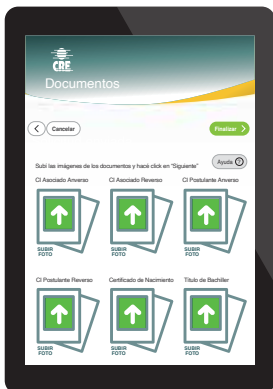 CRE
Documentos
Cancelar
Finalizar
Subí las imágenes de los documentos y hacé click en "Siguiente"
Ayuda ?
CI Asociado Anverso
CI Asociado Reverso
CI Postulante Anverso
SUBIR
FOTO
SUBIR
FOTO
SUBIR
FOTO
CI Postulante Reverso
Certificado de Nacimiento
Título de Bachiller
SUBIR
FOTO
SUBIR
FOTO
SUBIR
FOTO